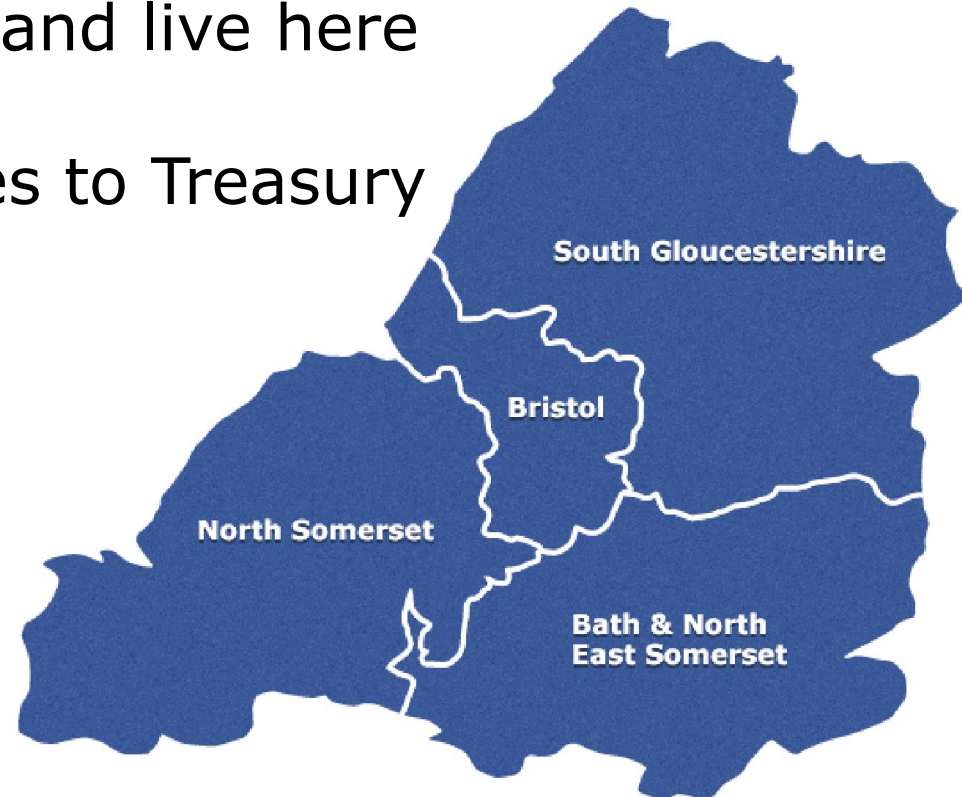 and live here
es to Treasury
South Gloucestershire
Bristol
North Somerset
Bath & North
East Somerset